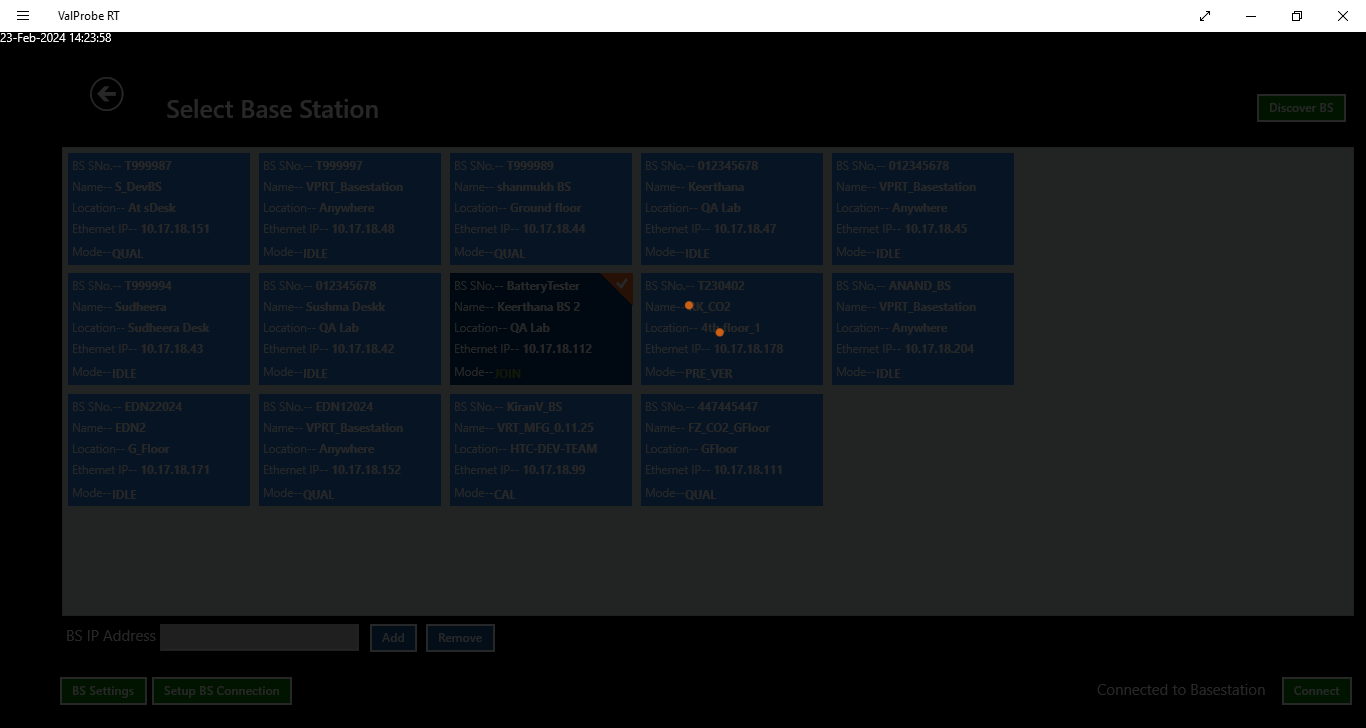 ValProbe RT
23-Feb-2024 14:23:58
Select Base Station
Discover BS
BS SNo.-- T999987
Name-- S_DevBS
Location-- At sDesk
Ethernet IP-- 10.17.18.151
Mode--QUAL
BS SNo.-- T999997
Name-- VPRT_Basestation
Location-- Anywhere
Ethernet IP-- 10.17.18.48
Mode--IDLE
BS SNo.-- T999989
Name-- shanmukh BS
Location-- Ground floor
Ethernet IP-- 10.17.18.44
Mode--QUAL
BS SNo.-- 012345678
Name-- Keerthana
Location-- QA Lab
Ethernet IP-- 10.17.18.47
Mode--IDLE
BS SNo.-- 012345678
Name-- VPRT_Basestation
Location-- Anywhere
Ethernet IP-- 10.17.18.45
Mode--IDLE
BS SNo.-- T999994
Name-- Sudheera
Location-- Sudheera Desk
Ethernet IP-- 10.17.18.43
Mode--IDLE
BS SNo.-- 012345678
Name-- Sushma Deskk
Location-- QA Lab
Ethernet IP-- 10.17.18.42
Mode--IDLE
BS SNo.-- BatteryTester
Name-- Keerthana BS 2
Location-- QA Lab
Ethernet IP-- 10.17.18.112
Mode--JOIN
BS SNo.-- T230402
Name--
Location-- 4th floor_1
Ethernet IP-- 10.17.18.178
Mode--PRE_VER
BS SNo.-- ANAND_BS
Name-- VPRT_Basestation
Location-- Anywhere
Ethernet IP-- 10.17.18.204
Mode--IDLE
BS SNo.-- EDN22024
Name-- EDN2
Location-- G_Floor
Ethernet IP-- 10.17.18.171
Mode--IDLE
BS SNo.-- EDN12024
Name-- VPRT_Basestation
Location-- Anywhere
Ethernet IP-- 10.17.18.152
Mode--QUAL
BS SNo.-- KiranV_BS
Name-- VRT_MFG_0.11.25
Location-- HTC-DEV-TEAM
Ethernet IP-- 10.17.18.99
Mode--CAL
BS SNo.-- 447445447
Name-- FZ_CO2_GFloor
Location-- GFloor
Ethernet IP-- 10.17.18.111
Mode--QUAL
BS IP Address
Add
Remove
BS Settings
Setup BS Connection
Connected to Basestation
Connect